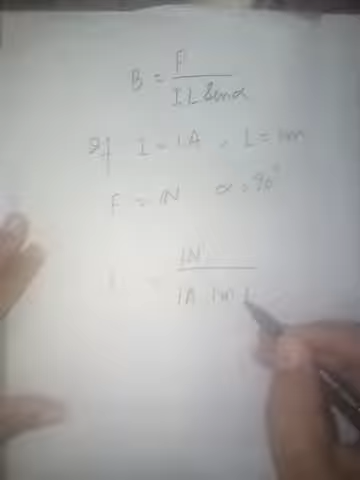 B = F / I L Sinα
If I = 1A , L = 1m
F = 1N α = 90°
= 1N / 1A 1m